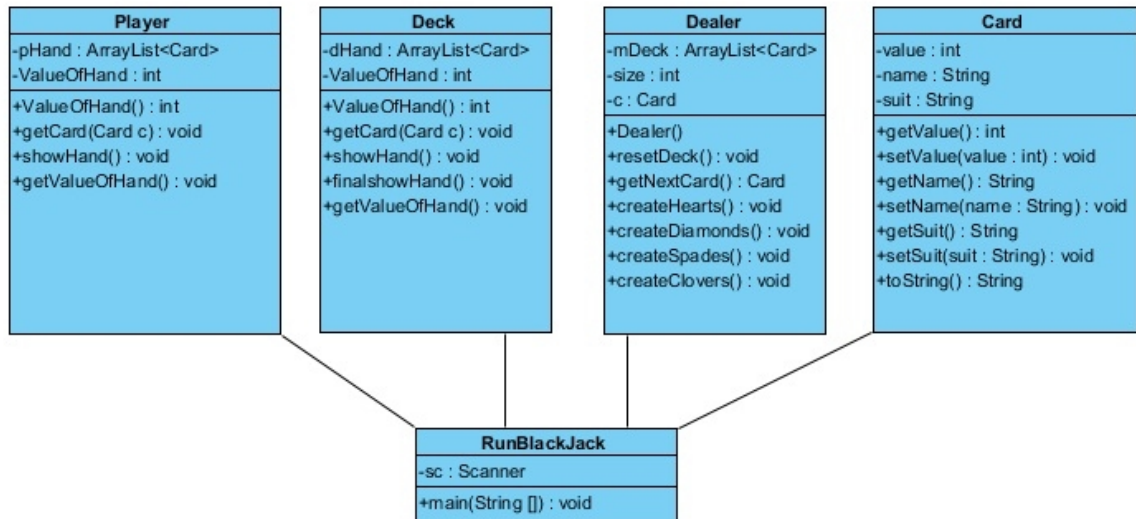 Player
-pHand : ArrayList<Card>
-ValueOfHand : int
+ValueOfHand() : int
+getCard(Card c) : void
+showHand() : void
+getValueOfHand() : void
Deck
-dHand : ArrayList<Card>
-ValueOfHand : int
+ValueOfHand() : int
+getCard(Card c) : void
+showHand() : void
+finalshowHand() : void
+getValueOfHand() : void
Dealer
-mDeck : ArrayList<Card>
-size : int
-c : Card
+Dealer()
+resetDeck() : void
+getNextCard() : Card
+createHearts() : void
+createDiamonds() : void
+createSpades() : void
+createClovers() : void
Card
-value : int
-name : String
-suit : String
+getValue() : int
+setValue(value : int) : void
+getName() : String
+setName(name : String) : void
+getSuit() : String
+setSuit(suit : String) : void
+toString() : String
RunBlackJack
-sc : Scanner
+main(String []) : void